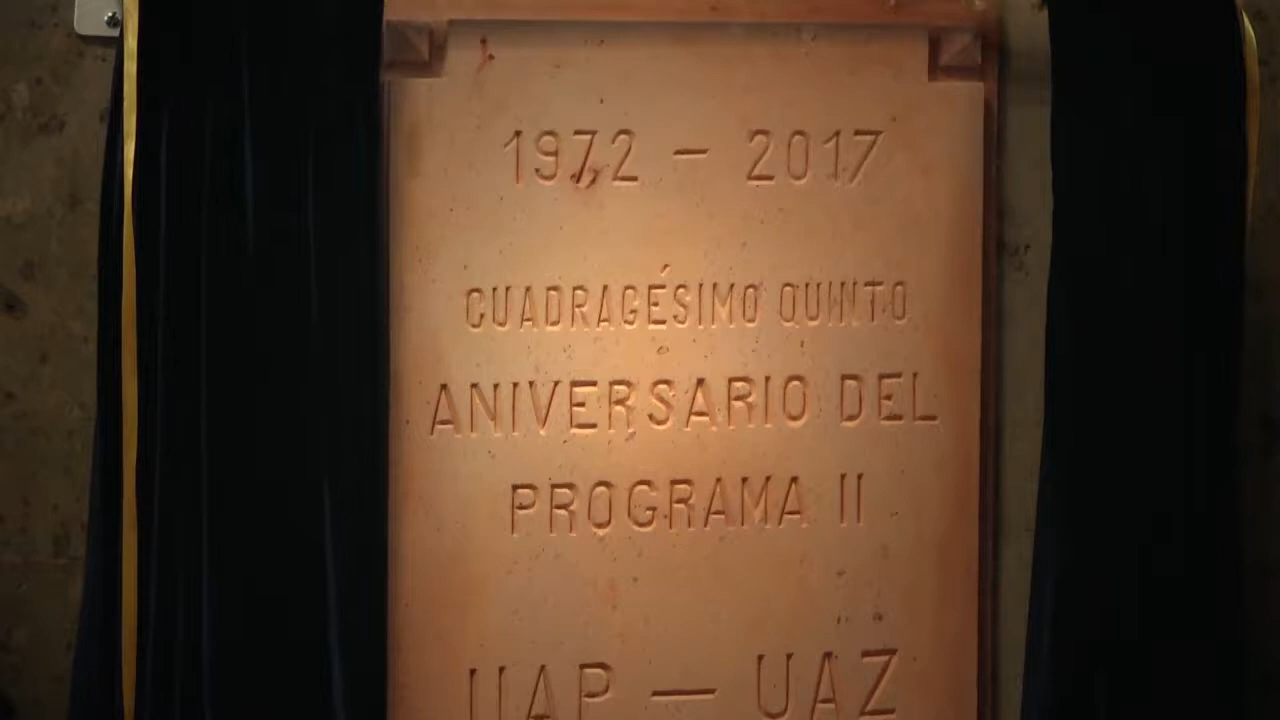 1972 - 2017
CUADRAGÉSIMO QUINTO
ANIVERSARIO DEL
PROGRAMA II
UAP - UAZ